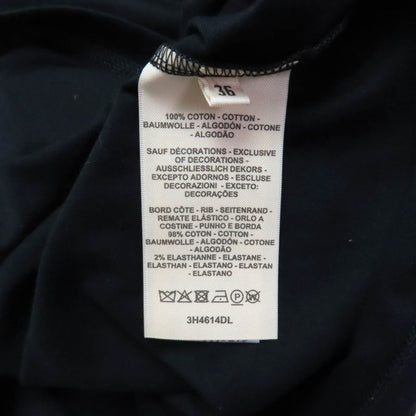 36
100% COTON - COTTON -
BAUMWOLLE - ALGODÓN - COTONE
- ALGODÃO
SAUF DÉCORATIONS - EXCLUSIVE
OF DECORATIONS -
AUSSCHLIESSLICH DEKORS -
EXCEPTO ADORNOS - ESCLUSE
DECORAZIONI - EXCETO:
DECORAÇÕES
BORD CÔTE - RIB - SEITENRAND -
REMATE ELÁSTICO - ORLO A
COSTINE - PUNHO E BORDA
98% COTON - COTTON -
BAUMWOLLE - ALGODÓN - COTONE
- ALGODÃO
2% ELASTHANNE - ELASTANE -
ELASTHAN - ELASTANO - ELASTAN
- ELASTANO
P
3H4614DL